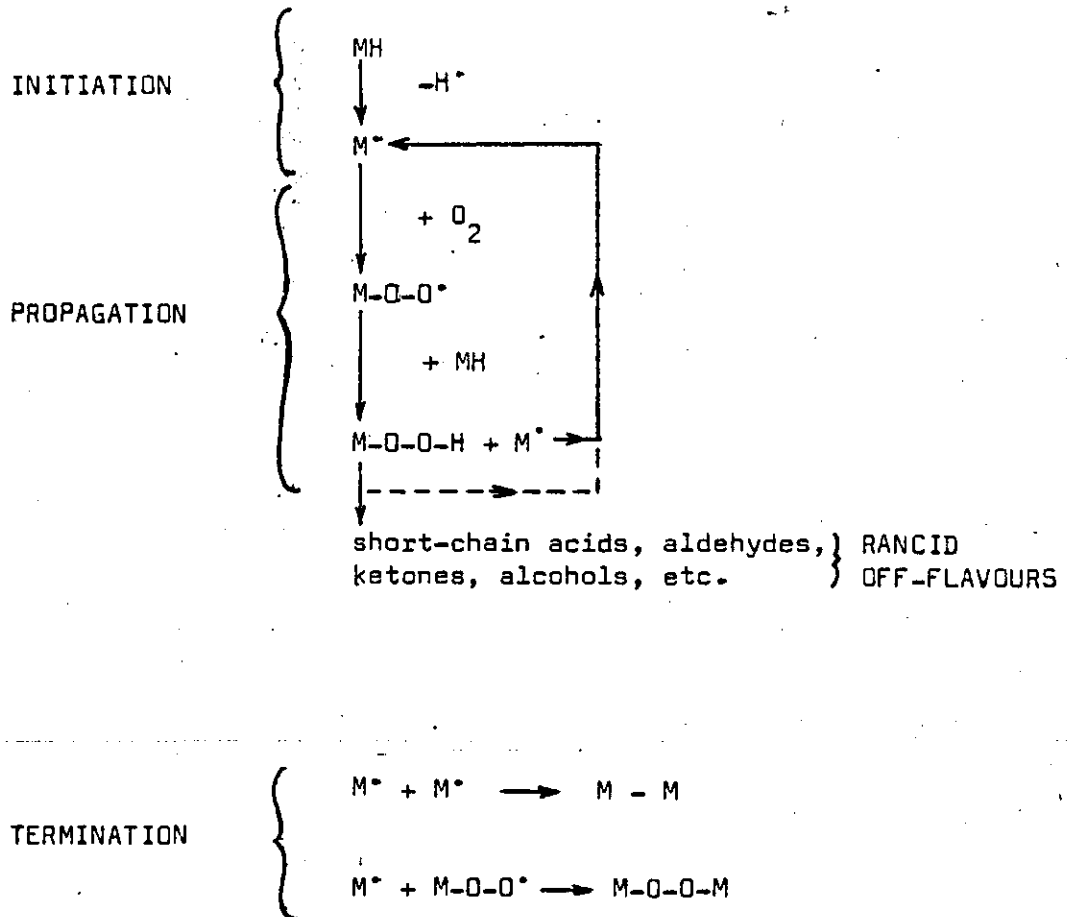 MH
INITIATION
-H•
M•
+ O2
M-O-O•
PROPAGATION
+ MH
M-O-O-H + M•
short-chain acids, aldehydes, } RANCID
ketones, alcohols, etc. } OFF-FLAVOURS
M• + M• → M - M
TERMINATION
M• + M-O-O• → M-O-O-M